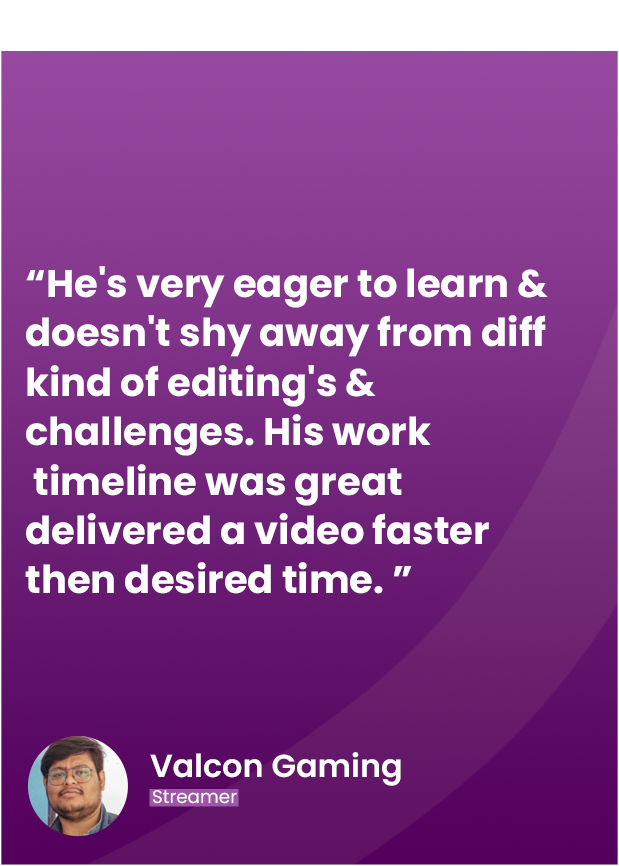 “He's very eager to learn &
doesn't shy away from diff
kind of editing's &
challenges. His work
timeline was great
delivered a video faster
then desired time. ”
Valcon Gaming
Streamer